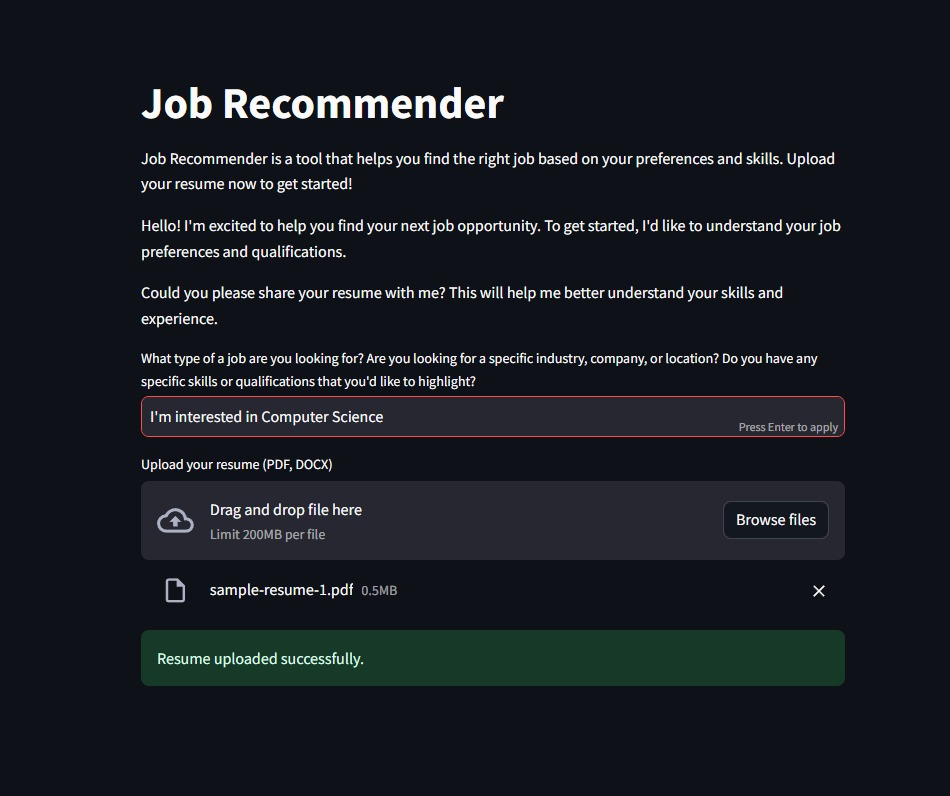 Job Recommender
Job Recommender is a tool that helps you find the right job based on your preferences and skills. Upload
your resume now to get started!
Hello! I'm excited to help you find your next job opportunity. To get started, I'd like to understand your job
preferences and qualifications.
Could you please share your resume with me? This will help me better understand your skills and
experience.
What type of a job are you looking for? Are you looking for a specific industry, company, or location? Do you have any
specific skills or qualifications that you'd like to highlight?
I'm interested in Computer Science
Press Enter to apply
Upload your resume (PDF, DOCX)
Drag and drop file here
Limit 200MB per file
Browse files
sample-resume-1.pdf 0.5MB
Resume uploaded successfully.